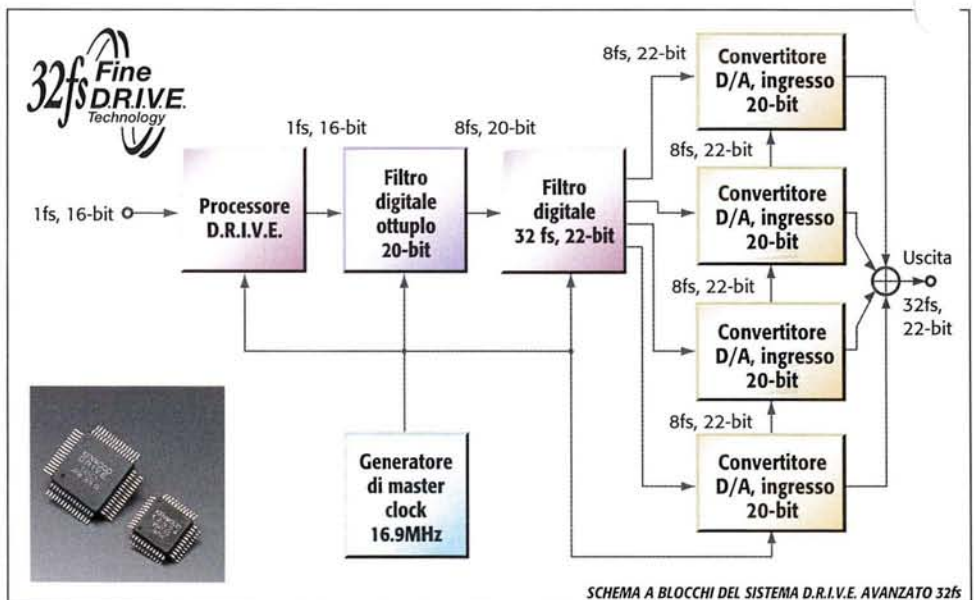 32fs Fine
D.R.I.V.E.
Technology
1fs, 16-bit
Processore
D.R.I.V.E.
1fs, 16-bit
Filtro
digitale
ottuplo
20-bit
8fs, 20-bit
Filtro
digitale
32 fs, 22-bit
8fs, 22-bit
Convertitore
D/A, ingresso
20-bit
8fs, 22-bit
Convertitore
D/A, ingresso
20-bit
8fs, 22-bit
Convertitore
D/A, ingresso
20-bit
8fs, 22-bit
Convertitore
D/A, ingresso
20-bit
Uscita
32fs,
22-bit
Generatore
di master
clock
16.9MHz
KENWOOD
SCHEMA A BLOCCHI DEL SISTEMA D.R.I.V.E. AVANZATO 32fs